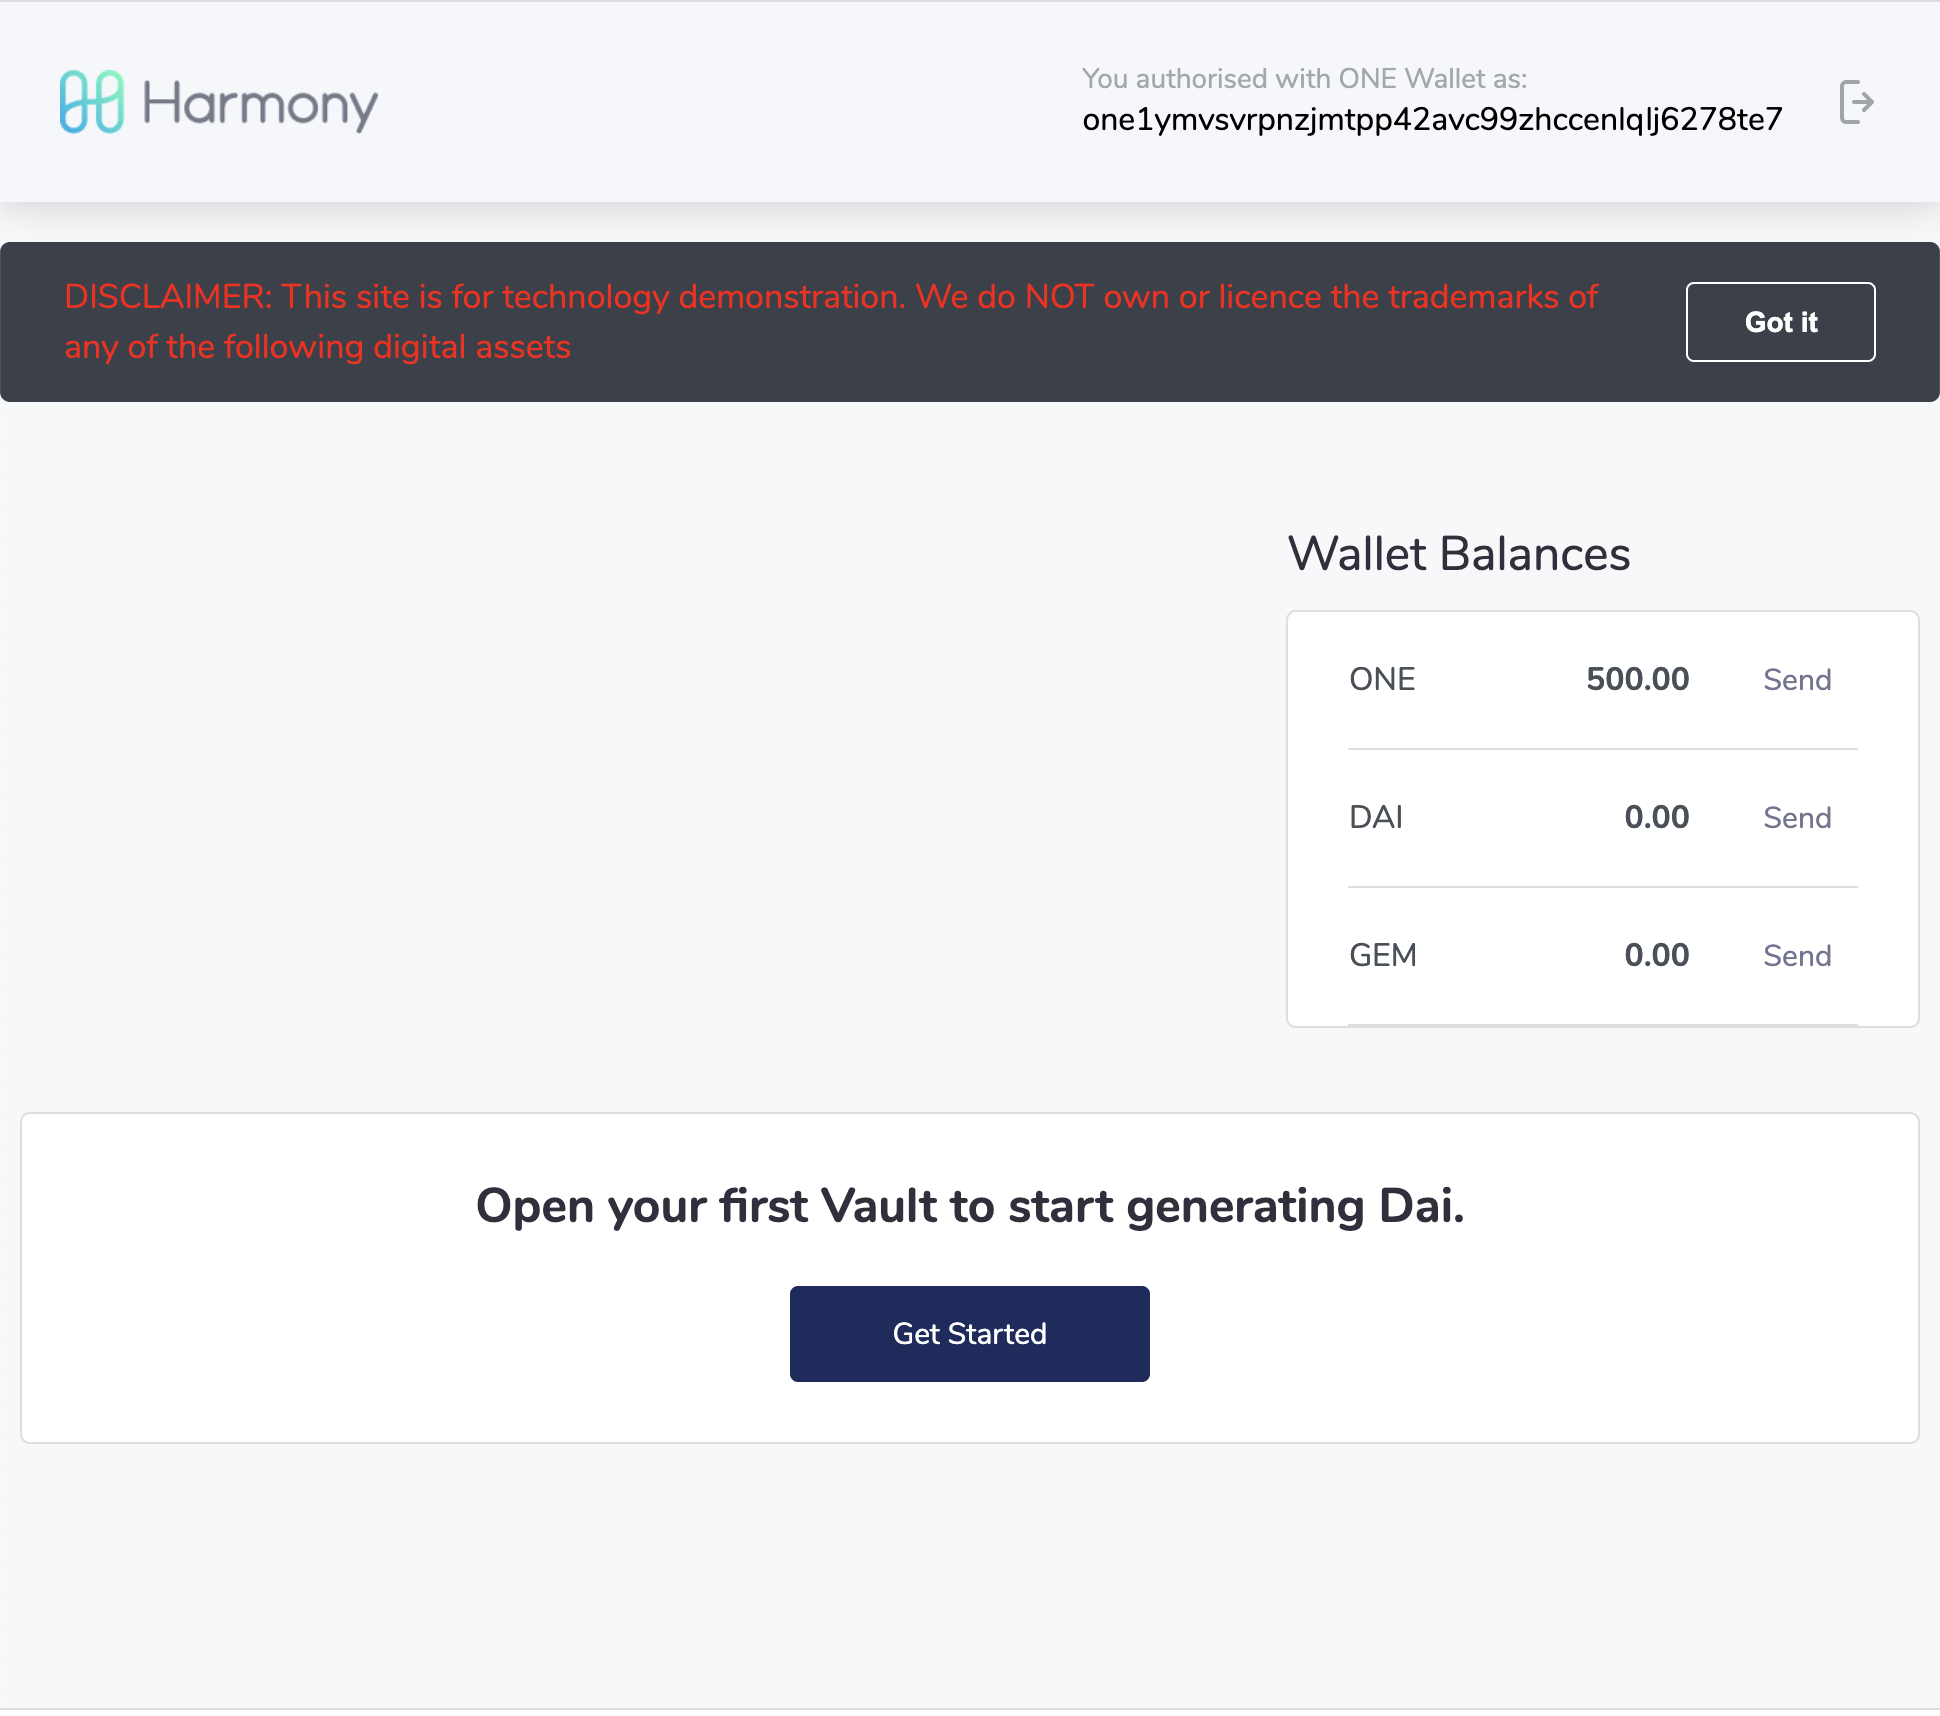 Harmony
You authorised with ONE Wallet as:
one1ymvsvrpnzjmtpp42avc99zhccenlqlj6278te7
DISCLAIMER: This site is for technology demonstration. We do NOT own or licence the trademarks of
any of the following digital assets
Got it
Wallet Balances
ONE 500.00 Send
DAI 0.00 Send
GEM 0.00 Send
Open your first Vault to start generating Dai.
Get Started